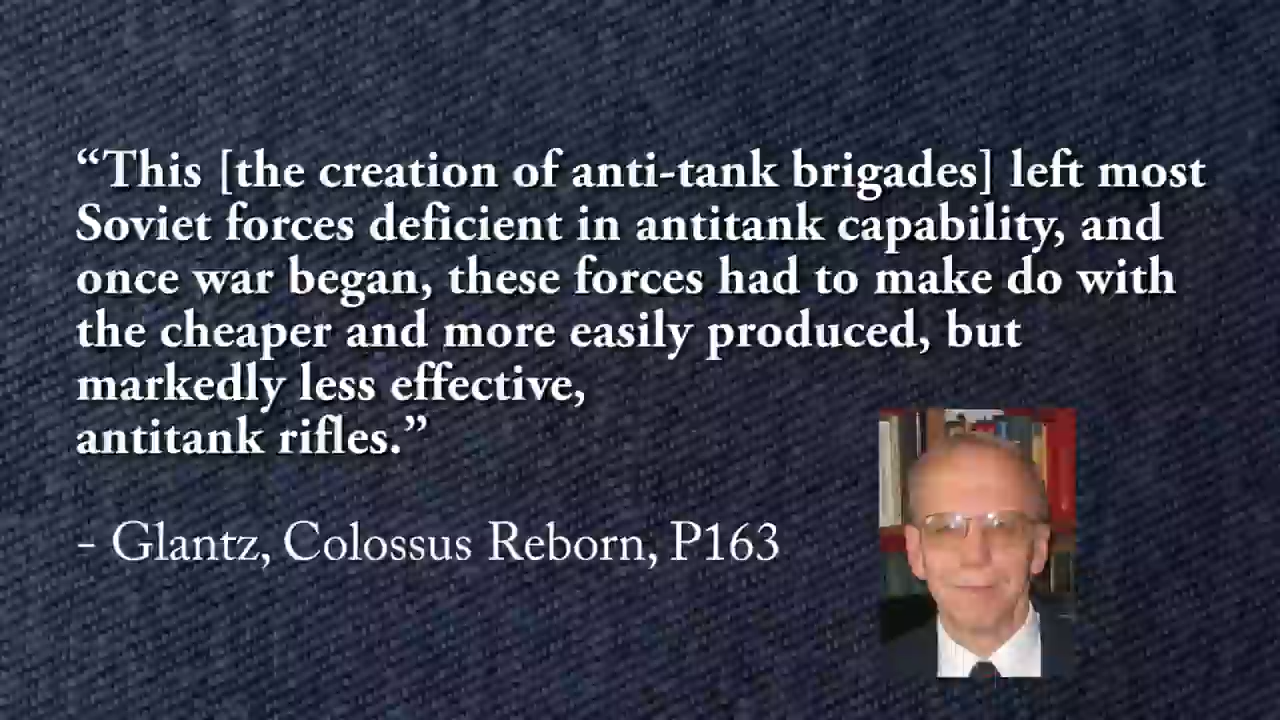 “This [the creation of anti-tank brigades] left most
Soviet forces deficient in antitank capability, and
once war began, these forces had to make do with
the cheaper and more easily produced, but
markedly less effective,
antitank rifles.”
- Glantz, Colossus Reborn, P163